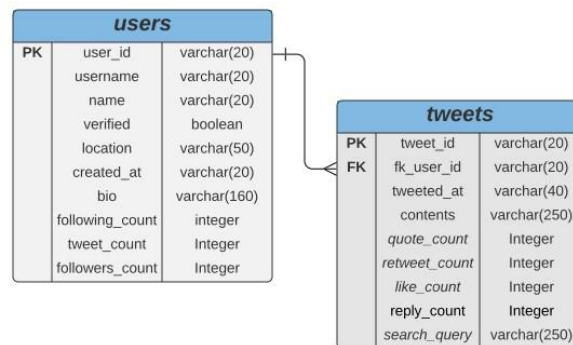 users
PK user_id varchar(20)
username varchar(20)
name varchar(20)
verified boolean
location varchar(50)
created_at varchar(20)
bio varchar(160)
following_count integer
tweet_count Integer
followers_count Integer
tweets
PK tweet_id varchar(20)
FK fk_user_id varchar(20)
tweeted_at varchar(40)
contents varchar(250)
quote_count Integer
retweet_count Integer
like_count Integer
reply_count Integer
search_query varchar(250)